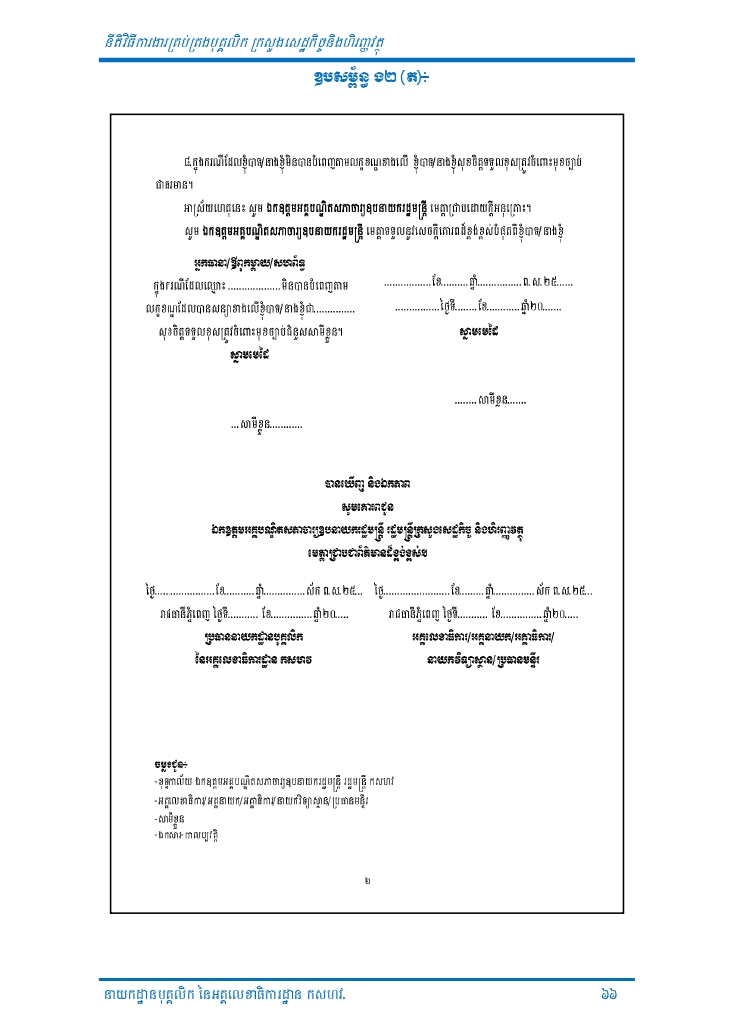 នីតិវិធីការងារគ្រប់គ្រងបុគ្គលិក ក្រសួងសេដ្ឋកិច្ចនិងហិរញ្ញវត្ថុ
ឧបសម្ព័ន្ធ ង២ (ត)÷
៨.ក្នុងករណីដែលខ្ញុំបាទ/នាងខ្ញុំមិនបានបំពេញតាមលក្ខខណ្ឌខាងលើ ខ្ញុំបាទ/នាងខ្ញុំសុខចិត្តទទួលខុសត្រូវចំពោះមុខច្បាប់
ជាធរមាន។
អាស្រ័យហេតុនេះ សូម ឯកឧត្តមអគ្គបណ្ឌិតសភាចារ្យឧបនាយករដ្ឋមន្ត្រី មេត្តាជ្រាបដោយក្តីអនុគ្រោះ។
សូម ឯកឧត្តមអគ្គបណ្ឌិតសភាចារ្យឧបនាយករដ្ឋមន្ត្រី មេត្តាទទួលនូវសេចក្តីគោរពដ៏ខ្ពង់ខ្ពស់បំផុតពីខ្ញុំបាទ/នាងខ្ញុំ
អ្នកធានា/ឪពុកម្តាយ/សហព័ទ្ធ
ក្នុងករណីដែលឈ្មោះ ..................មិនបានបំពេញតាម
លក្ខខណ្ឌដែលបានសន្យាខាងលើខ្ញុំបាទ/នាងខ្ញុំជា..............
សុខចិត្តទទួលខុសត្រូវចំពោះមុខច្បាប់ជំនួសសាមីខ្លួន។
ស្នាមមេដៃ
................ខែ..........ឆ្នាំ................ព.ស.២៥......
................ថ្ងៃទី........ខែ............ឆ្នាំ២០.......
ស្នាមមេដៃ
........សាមីខ្លួន.......
...សាមីខ្លួន............
បានឃើញ និងឯកភាព
សូមគោរពជូន
ឯកឧត្តមអគ្គបណ្ឌិតសភាចារ្យឧបនាយករដ្ឋមន្ត្រី រដ្ឋមន្ត្រីក្រសួងសេដ្ឋកិច្ច និងហិរញ្ញវត្ថុ
មេត្តាជ្រាបជាព័ត៌មានដ៏ខ្ពង់ខ្ពស់។
ថ្ងៃ......................ខែ...........ឆ្នាំ...............ស័ក ព.ស.២៥...
រាជធានីភ្នំពេញ ថ្ងៃទី........... ខែ...............ឆ្នាំ២០.....
ប្រធាននាយកដ្ឋានបុគ្គលិក
នៃអគ្គលេខាធិការដ្ឋាន កសហវ
ថ្ងៃ........................ខែ.........ឆ្នាំ............... ស័ក ព.ស.២៥...
រាជធានីភ្នំពេញ ថ្ងៃទី........... ខែ...............ឆ្នាំ២០.....
អគ្គលេខាធិការ/អគ្គនាយក/អគ្គាធិការ/
នាយកវិទ្យាស្ថាន/ប្រធានមន្ទីរ
ចម្លងជូន÷
-ខុទ្ទកាល័យ ឯកឧត្តមអគ្គបណ្ឌិតសភាចារ្យឧបនាយករដ្ឋមន្ត្រី រដ្ឋមន្ត្រី កសហវ
-អគ្គលេខាធិការ/អគ្គនាយក/អគ្គាធិការ/នាយកវិទ្យាស្ថាន/ប្រធានមន្ទីរ
-សាមីខ្លួន
-ឯកសារ-កាលប្បវត្តិ
២
នាយកដ្ឋានបុគ្គលិក នៃអគ្គលេខាធិការដ្ឋាន កសហវ.
៦៦